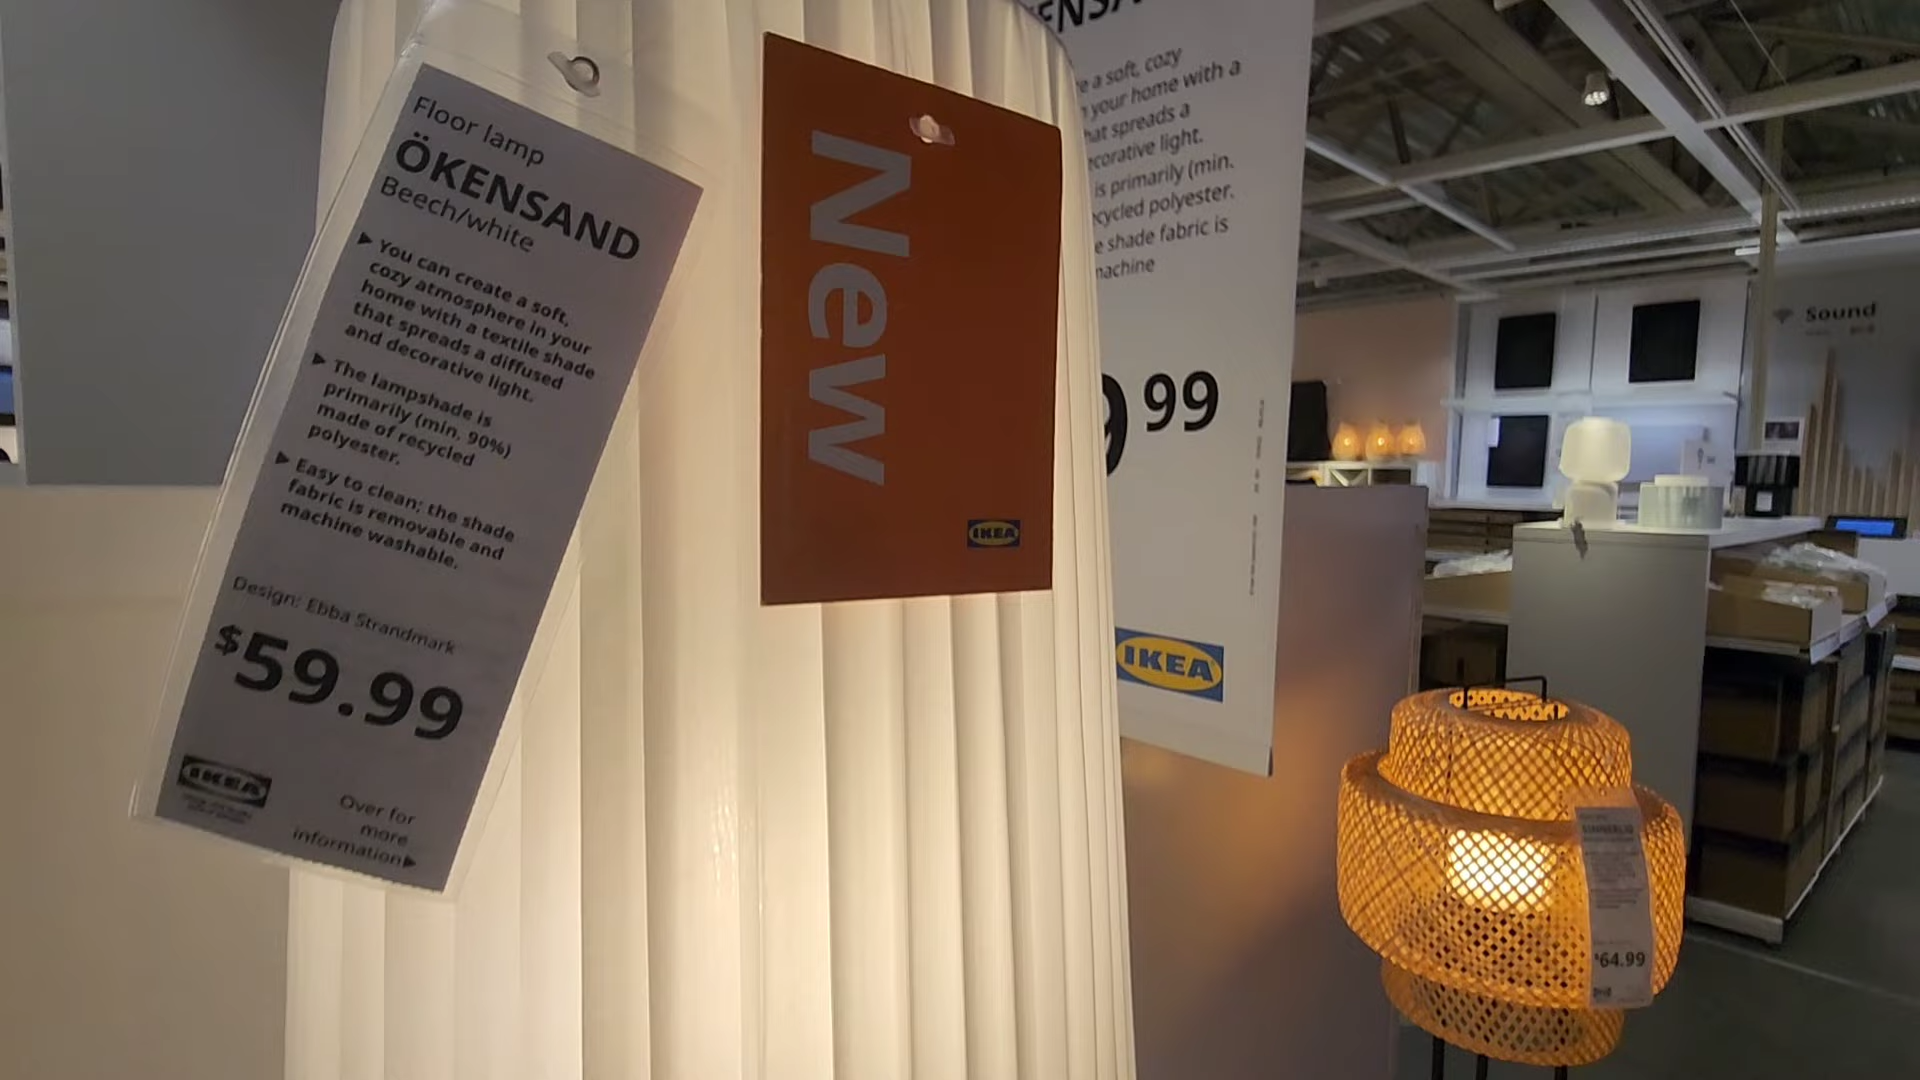 Floor lamp
ÖKENSAND
Beech/white
▶ You can create a soft,
cozy atmosphere in your
home with a textile shade
that spreads a diffused
and decorative light.
▶ The lampshade is
primarily (min. 90%)
made of recycled
polyester.
▶ Easy to clean; the shade
fabric is removable and
machine washable.
Design: Ebba Strandmark
$59.99
IKEA
Over for
more
information▶
New
IKEA
ENSA
e a soft, cozy
your home with a
hat spreads a
ecorative light.
is primarily (min.
ecycled polyester.
e shade fabric is
machine
9 99
IKEA
Sound
$64.99